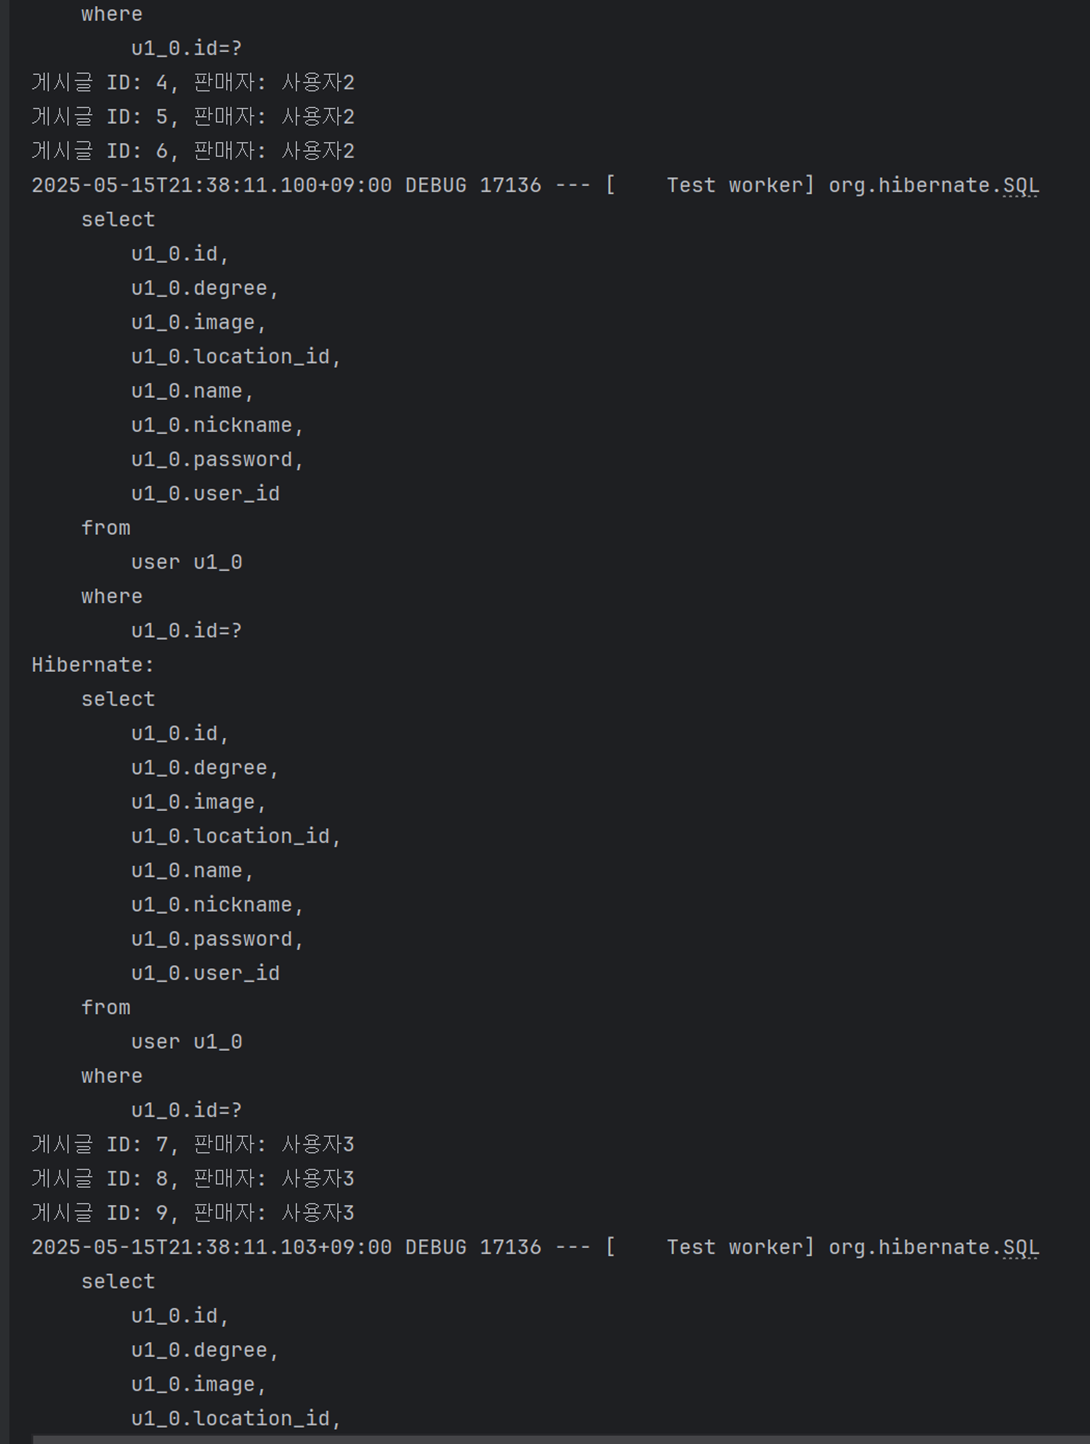 where
u1_0.id=?
게시글 ID: 4, 판매자: 사용자2
게시글 ID: 5, 판매자: 사용자2
게시글 ID: 6, 판매자: 사용자2
2025-05-15T21:38:11.100+09:00 DEBUG 17136 --- [    Test worker] org.hibernate.SQL
select
u1_0.id,
u1_0.degree,
u1_0.image,
u1_0.location_id,
u1_0.name,
u1_0.nickname,
u1_0.password,
u1_0.user_id
from
user u1_0
where
u1_0.id=?
Hibernate:
select
u1_0.id,
u1_0.degree,
u1_0.image,
u1_0.location_id,
u1_0.name,
u1_0.nickname,
u1_0.password,
u1_0.user_id
from
user u1_0
where
u1_0.id=?
게시글 ID: 7, 판매자: 사용자3
게시글 ID: 8, 판매자: 사용자3
게시글 ID: 9, 판매자: 사용자3
2025-05-15T21:38:11.103+09:00 DEBUG 17136 --- [    Test worker] org.hibernate.SQL
select
u1_0.id,
u1_0.degree,
u1_0.image,
u1_0.location_id,